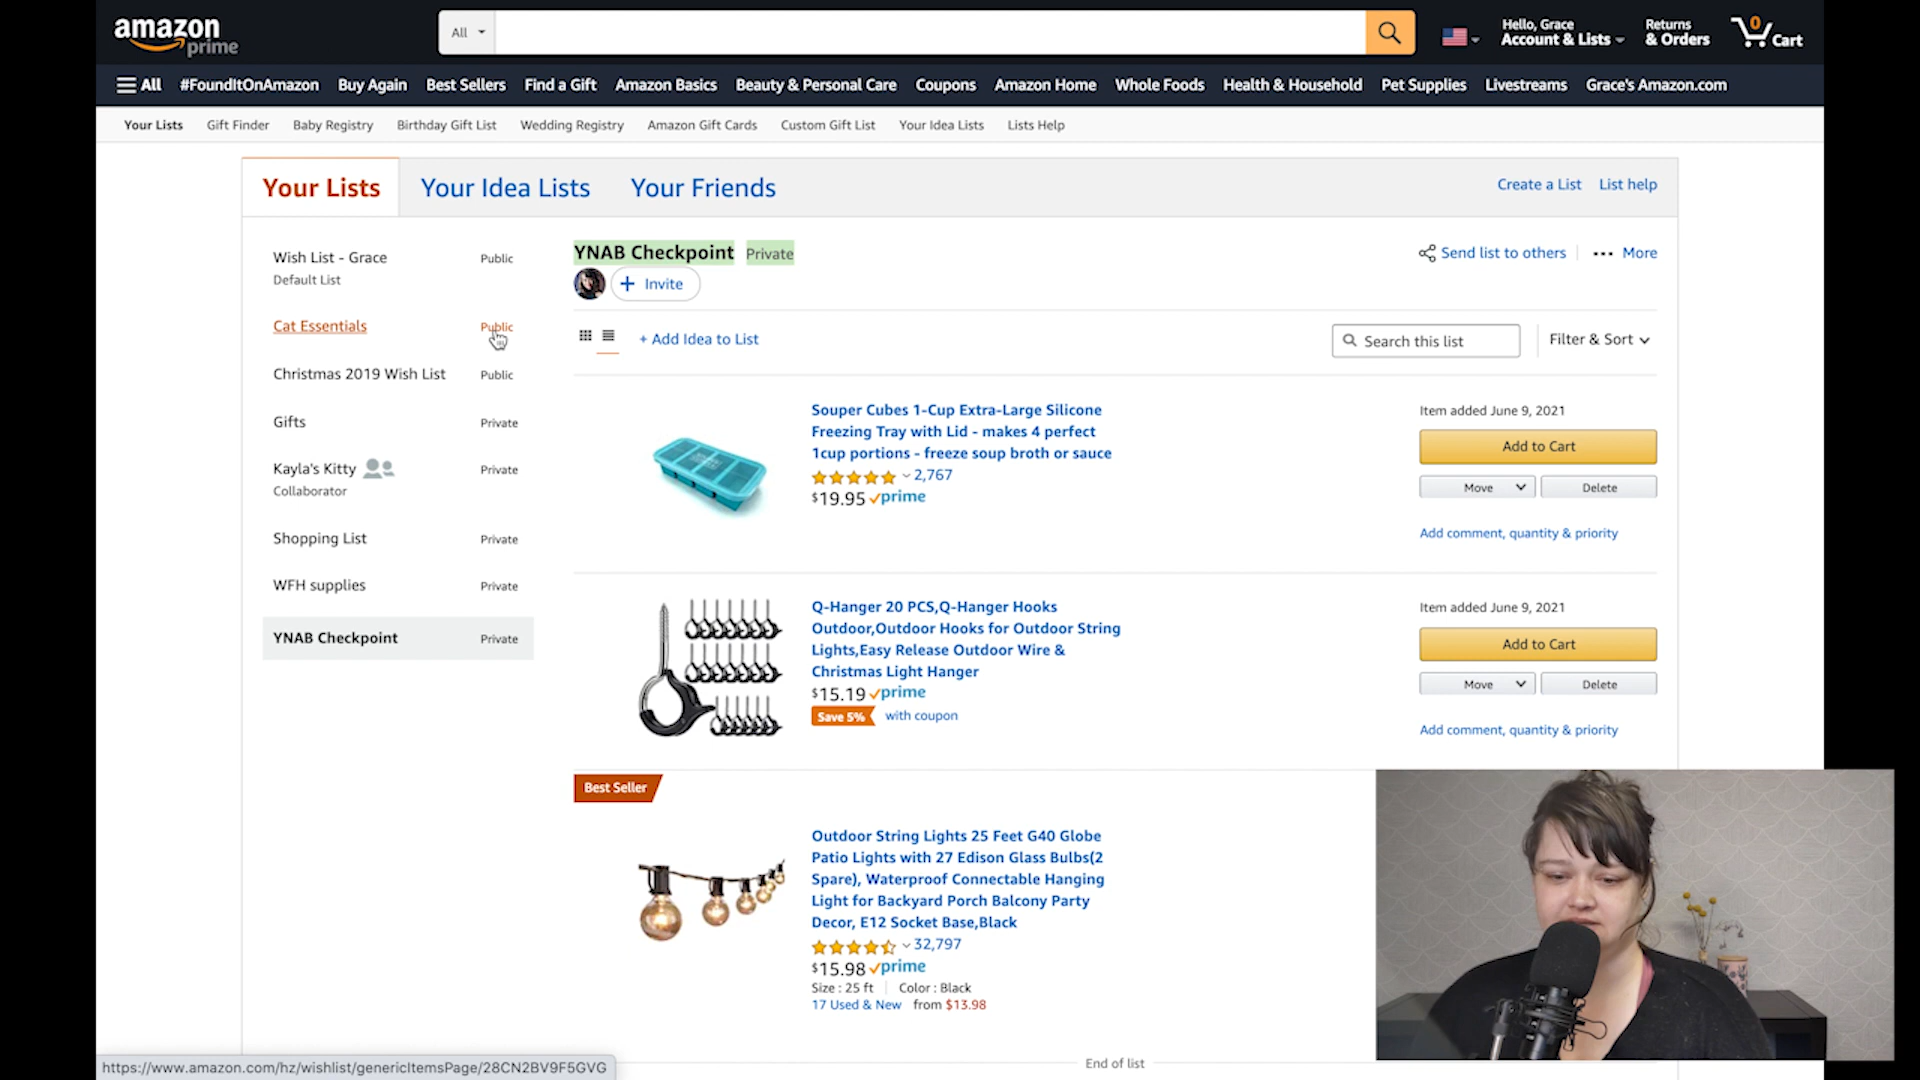 amazon
prime
All
Hello, Grace
Account & Lists
Returns
& Orders
0
Cart
All
#FoundItOnAmazon
Buy Again
Best Sellers
Find a Gift
Amazon Basics
Beauty & Personal Care
Coupons
Amazon Home
Whole Foods
Health & Household
Pet Supplies
Livestreams
Grace's Amazon.com
Your Lists
Gift Finder
Baby Registry
Birthday Gift List
Wedding Registry
Amazon Gift Cards
Custom Gift List
Your Idea Lists
Lists Help
Your Lists
Your Idea Lists
Your Friends
Create a List
List help
Wish List - Grace
Public
Default List
Cat Essentials
Public
Christmas 2019 Wish List
Public
Gifts
Private
Kayla's Kitty
Private
Collaborator
Shopping List
Private
WFH supplies
Private
YNAB Checkpoint
Private
YNAB Checkpoint
Private
Send list to others
More
+ Invite
+ Add Idea to List
Search this list
Filter & Sort
Souper Cubes 1-Cup Extra-Large Silicone
Freezing Tray with Lid - makes 4 perfect
1cup portions - freeze soup broth or sauce
2,767
$19.95 prime
Item added June 9, 2021
Add to Cart
Move
Delete
Add comment, quantity & priority
Q-Hanger 20 PCS,Q-Hanger Hooks
Outdoor,Outdoor Hooks for Outdoor String
Lights,Easy Release Outdoor Wire &
Christmas Light Hanger
$15.19 prime
Save 5% with coupon
Item added June 9, 2021
Add to Cart
Move
Delete
Add comment, quantity & priority
Best Seller
Outdoor String Lights 25 Feet G40 Globe
Patio Lights with 27 Edison Glass Bulbs(2
Spare), Waterproof Connectable Hanging
Light for Backyard Porch Balcony Party
Decor, E12 Socket Base,Black
32,797
$15.98 prime
Size : 25 ft
Color : Black
17 Used & New from $13.98
End of list
https://www.amazon.com/hz/wishlist/genericItemsPage/28CN2BV9F5GVG